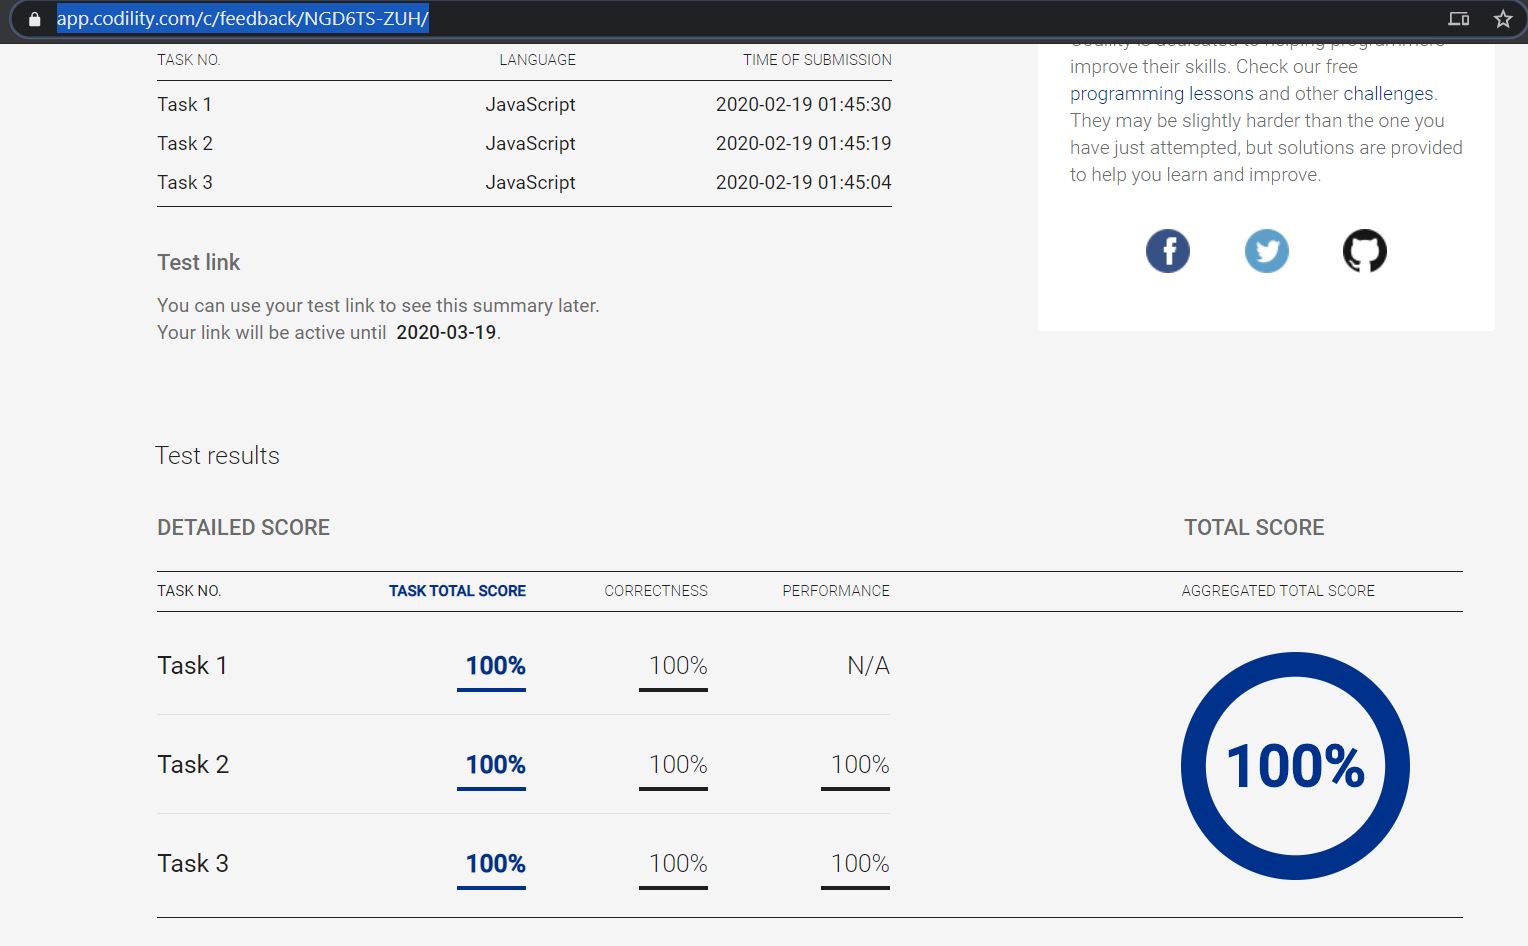 app.codility.com/c/feedback/NGD6TS-ZUH/
TASK NO. LANGUAGE TIME OF SUBMISSION
Task 1 JavaScript 2020-02-19 01:45:30
Task 2 JavaScript 2020-02-19 01:45:19
Task 3 JavaScript 2020-02-19 01:45:04
Test link
You can use your test link to see this summary later.
Your link will be active until 2020-03-19.
Codility is dedicated to helping programmers
improve their skills. Check our free
programming lessons and other challenges.
They may be slightly harder than the one you
have just attempted, but solutions are provided
to help you learn and improve.
Test results
DETAILED SCORE
TOTAL SCORE
TASK NO. TASK TOTAL SCORE CORRECTNESS PERFORMANCE
AGGREGATED TOTAL SCORE
Task 1 100% 100% N/A
Task 2 100% 100% 100%
Task 3 100% 100% 100%
100%